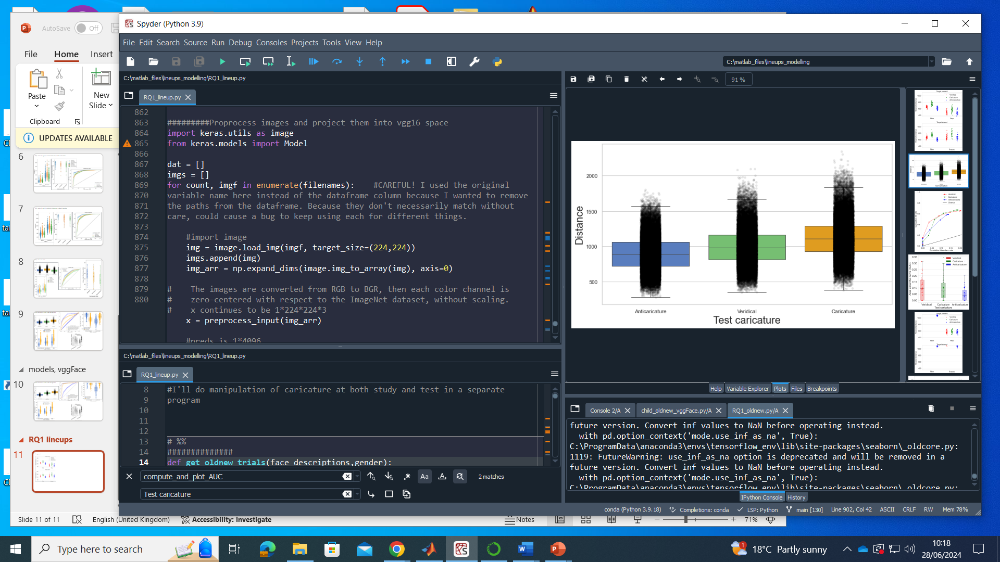 AutoSave Off
File Home Insert
Paste
New Slide
Clipboard
UPDATES AVAILABLE
6
7
8
9
models, vggFace
10
RQ1 lineups
11
Slide 11 of 11 English (United Kingdom) Accessibility: Investigate Notes 71%
Spyder (Python 3.9)
File Edit Search Source Run Debug Consoles Projects Tools View Help
C:\matlab_files\lineups_modelling
C:\matlab_files\lineups_modelling\RQ1_lineup.py
RQ1_lineup.py
862
863 #########Proprocess images and project them into vgg16 space
864 import keras.utils as image
865 from keras.models import Model
866
867 dat = []
868 imgs = []
869 for count, imgf in enumerate(filenames): #CAREFUL! I used the original
870 variable name here instead of the dataframe column because I wanted to remove
871 the paths from the dataframe. Because they don't necessarily match without
872 care, could cause a bug to keep using each for different things.
873
874 #import image
875 img = image.load_img(imgf, target_size=(224,224))
876 imgs.append(img)
877 img_arr = np.expand_dims(image.img_to_array(img), axis=0)
878
879 # The images are converted from RGB to BGR, then each color channel is
880 # zero-centered with respect to the ImageNet dataset, without scaling.
# x continues to be 1*224*224*3
x = preprocess_input(img_arr)
#preds is 1*4096
C:\matlab_files\lineups_modelling\RQ1_lineup.py
RQ1_lineup.py
8 #I'll do manipulation of caricature at both study and test in a separate
9 program
10
11
12
13 # %%
14 ##############
14 def get_oldnew_trials(face_descriptions,gender):
compute_and_plot_AUC
Aa
2 matches
Test caricature
91 %
Distance
2000
1500
1000
500
Anticaricature Veridical Caricature
Test caricature
Help Variable Explorer Plots Files Breakpoints
Console 2/A child_oldnew_vggFace.py/A RQ1_oldnew.py/A
future version. Convert inf values to NaN before operating instead.
with pd.option_context('mode.use_inf_as_na', True):
C:\ProgramData\anaconda3\envs\tensorflow_env\lib\site-packages\seaborn\_oldcore.py:
1119: FutureWarning: use_inf_as_na option is deprecated and will be removed in a
future version. Convert inf values to NaN before operating instead.
with pd.option_context('mode.use_inf_as_na', True):
C:\ProgramData\anaconda3\envs\tensorflow_env\lib\site-packages\seaborn\_oldcore.py:
IPython Console History
conda (Python 3.9.18) Completions: conda LSP: Python main [130] Line 902, Col 42 ASCII CRLF RW Mem 78%
Type here to search
18°C Partly sunny
10:18
28/06/2024